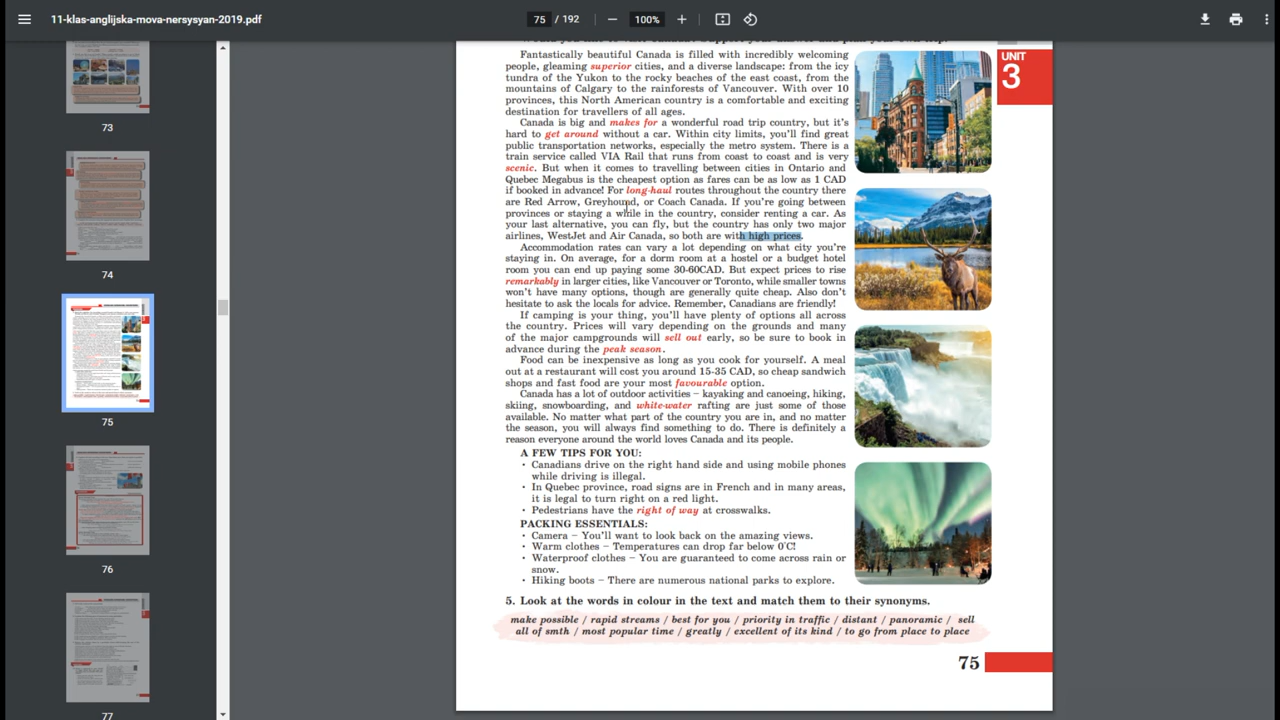 11-klas-anglijska-mova-nersysyan-2019.pdf
75 / 192
100%
73
74
75
76
77
UNIT
3
Fantastically beautiful Canada is filled with incredibly welcoming
people, gleaming superior cities, and a diverse landscape: from the icy
tundra of the Yukon to the rocky beaches of the east coast, from the
mountains of Calgary to the rainforests of Vancouver. With over 10
provinces, this North American country is a comfortable and exciting
destination for travellers of all ages.
Canada is big and makes for a wonderful road trip country, but it's
hard to get around without a car. Within city limits, you'll find great
public transportation networks, especially the metro system. There is a
train service called VIA Rail that runs from coast to coast and is very
scenic. But when it comes to travelling between cities in Ontario and
Quebec Megabus is the cheapest option as fares can be as low as 1 CAD
if booked in advance! For long-haul routes throughout the country there
are Red Arrow, Greyhound, or Coach Canada. If you're going between
provinces or staying a while in the country, consider renting a car. As
your last alternative, you can fly, but the country has only two major
airlines, WestJet and Air Canada, so both are with high prices.
Accommodation rates can vary a lot depending on what city you're
staying in. On average, for a dorm room at a hostel or a budget hotel
room you can end up paying some 30-60CAD. But expect prices to rise
remarkably in larger cities, like Vancouver or Toronto, while smaller towns
won't have many options, though are generally quite cheap. Also don't
hesitate to ask the locals for advice. Remember, Canadians are friendly!
If camping is your thing, you'll have plenty of options all across
the country. Prices will vary depending on the grounds and many
of the major campgrounds will sell out early, so be sure to book in
advance during the peak season.
Food can be inexpensive as long as you cook for yourself. A meal
out at a restaurant will cost you around 15-35 CAD, so cheap sandwich
shops and fast food are your most favourable option.
Canada has a lot of outdoor activities – kayaking and canoeing, hiking,
skiing, snowboarding, and white-water rafting are just some of those
available. No matter what part of the country you are in, and no matter
the season, you will always find something to do. There is definitely a
reason everyone around the world loves Canada and its people.
A FEW TIPS FOR YOU:
• Canadians drive on the right hand side and using mobile phones
while driving is illegal.
• In Quebec province, road signs are in French and in many areas,
it is legal to turn right on a red light.
• Pedestrians have the right of way at crosswalks.
PACKING ESSENTIALS:
• Camera – You'll want to look back on the amazing views.
• Warm clothes – Temperatures can drop far below 0°C!
• Waterproof clothes – You are guaranteed to come across rain or
snow.
• Hiking boots – There are numerous national parks to explore.
5. Look at the words in colour in the text and match them to their synonyms.
make possible / rapid streams / best for you / priority in traffic / distant / panoramic / sell
all of smth / most popular time / greatly / excellent of its kind / to go from place to place
75